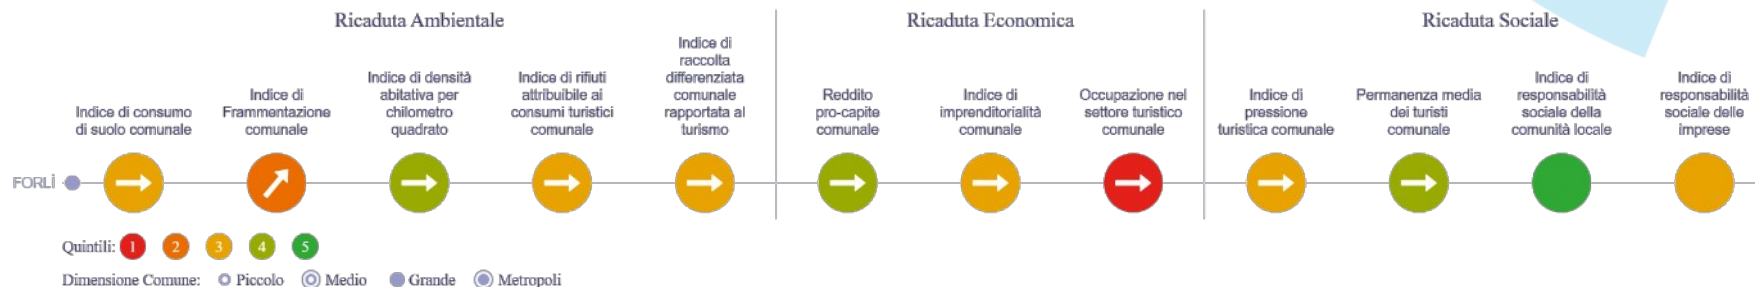 Ricaduta Ambientale
Ricaduta Economica
Ricaduta Sociale
Indice di consumo
di suolo comunale
Indice di
Frammentazione
comunale
Indice di densità
abitativa per
chilometro
quadrato
Indice di rifiuti
attribuibile ai
consumi turistici
comunale
Indice di
raccolta
differenziata
comunale
rapportata al
turismo
Reddito
pro-capite
comunale
Indice di
imprenditorialità
comunale
Occupazione nel
settore turistico
comunale
Indice di
pressione
turistica comunale
Permanenza media
dei turisti
comunale
Indice di
responsabilità
sociale della
comunità locale
Indice di
responsabilità
sociale delle
imprese
FORLÌ
Quintili: 1 2 3 4 5
Dimensione Comune: Piccolo Medio Grande Metropoli